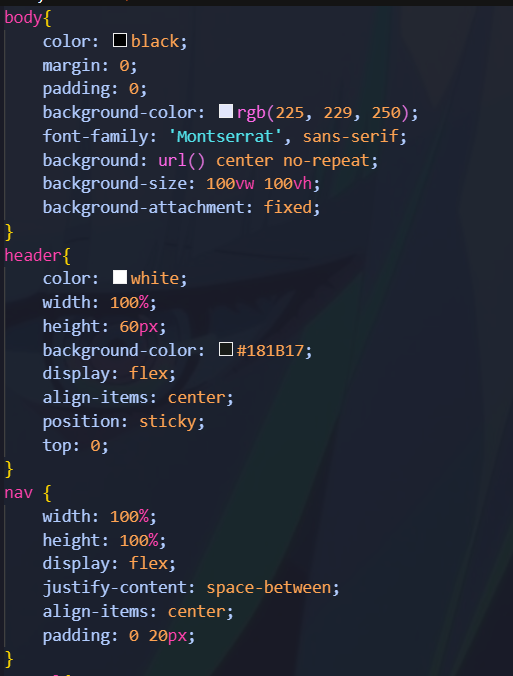 body{
color: black;
margin: 0;
padding: 0;
background-color: rgb(225, 229, 250);
font-family: 'Montserrat', sans-serif;
background: url() center no-repeat;
background-size: 100vw 100vh;
background-attachment: fixed;
}
header{
color: white;
width: 100%;
height: 60px;
background-color: #181B17;
display: flex;
align-items: center;
position: sticky;
top: 0;
}
nav {
width: 100%;
height: 100%;
display: flex;
justify-content: space-between;
align-items: center;
padding: 0 20px;
}